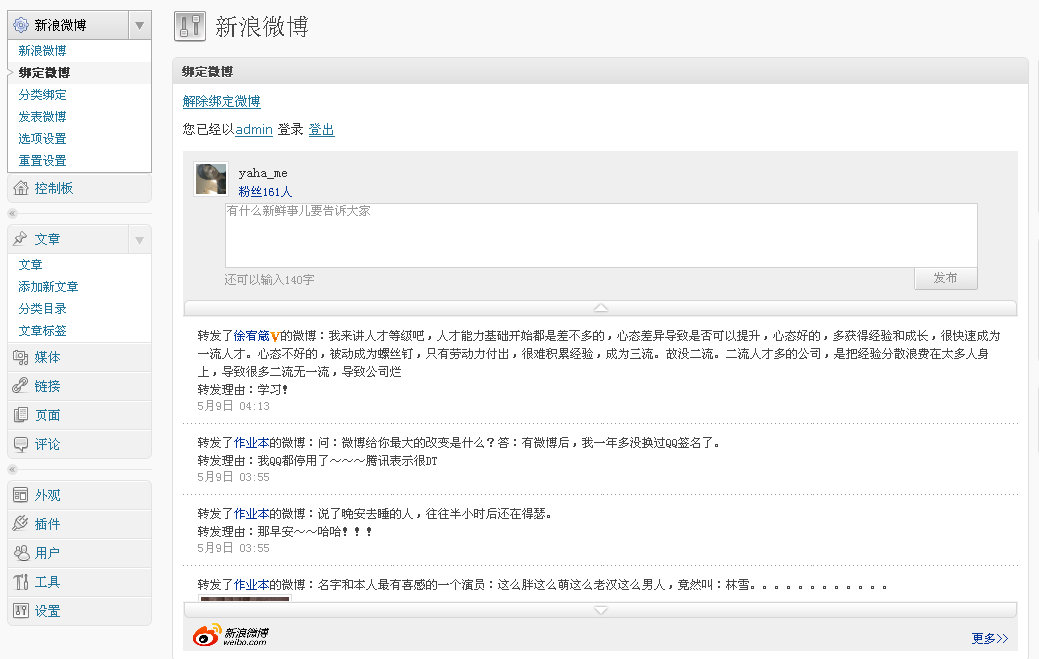 新浪微博
新浪微博
绑定微博
分类绑定
发表微博
选项设置
重置设置
控制板
文章
文章
添加新文章
分类目录
文章标签
媒体
链接
页面
评论
外观
插件
用户
工具
设置
新浪微博
绑定微博
解除绑定微博
您已经以admin 登录 登出
yaha_me
粉丝161人
有什么新鲜事儿要告诉大家
还可以输入140字
发布
转发了徐宥箴V的微博：我来讲人才等级吧，人才能力基础开始都是差不多的，心态差异导致是否可以提升，心态好的，多获得经验和成长，很快速成为
一流人才。心态不好的，被动成为螺丝钉，只有劳动力付出，很难积累经验，成为三流。故没二流。二流人才多的公司，是把经验分散浪费在太多人身
上，导致很多二流无一流，导致公司烂
转发理由：学习！
5月9日 04:13
转发了作业本的微博：问：微博给你最大的改变是什么？答：有微博后，我一年多没换过QQ签名了。
转发理由：我QQ都停用了～～～腾讯表示很DT
5月9日 03:55
转发了作业本的微博：说了晚安去睡的人，往往半小时后还在得瑟。
转发理由：那早安～～哈哈！！！
5月9日 03:55
转发了作业本的微博：名字和本人最有喜感的一个演员：这么胖这么萌这么老汉这么男人，竟然叫：林雪。。。。。。。。。。。。
新浪微博
weibo.com
更多>>